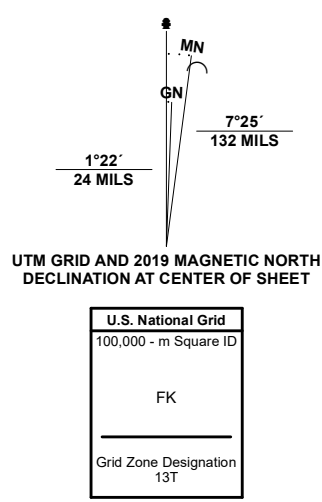 MN
GN
7°25´
132 MILS
1°22´
24 MILS
UTM GRID AND 2019 MAGNETIC NORTH
DECLINATION AT CENTER OF SHEET
U.S. National Grid
100,000 - m Square ID
FK
Grid Zone Designation
13T